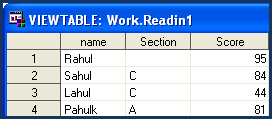 VIEWTABLE: Work.Readin1
name Section Score
1 Rahul 95
2 Sahul C 84
3 Lahul C 44
4 Pahulk A 81